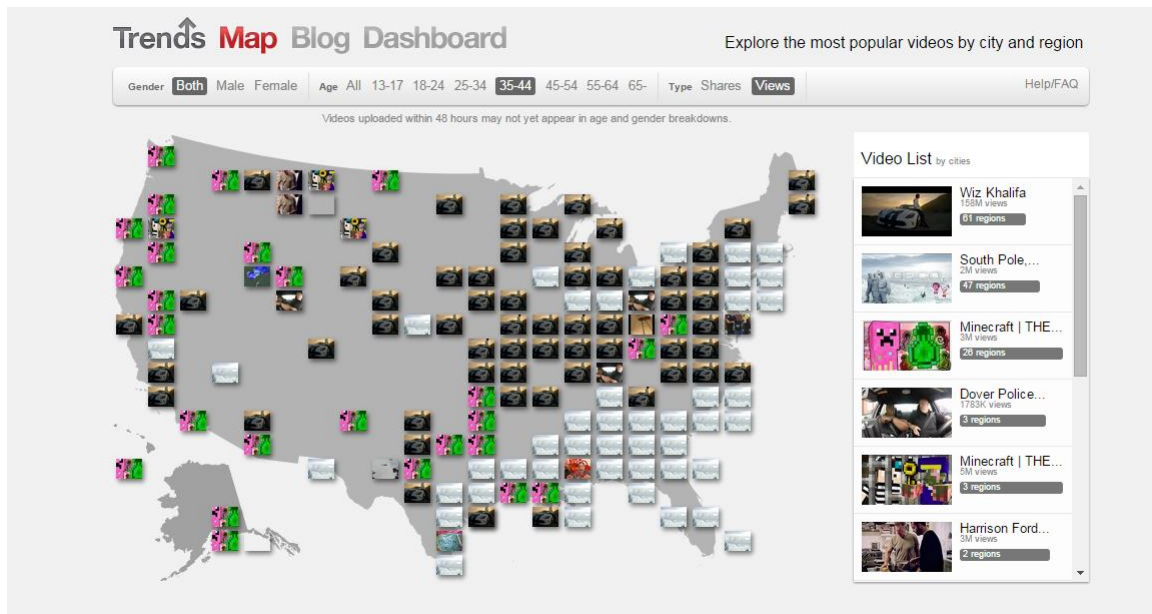 Trends Map Blog Dashboard
Explore the most popular videos by city and region
Gender Both Male Female Age All 13-17 18-24 25-34 35-44 45-54 55-64 65- Type Shares Views Help/FAQ
Videos uploaded within 48 hours may not yet appear in age and gender breakdowns.
Video List by cities
Wiz Khalifa
158M views
61 regions
South Pole,...
2M views
47 regions
Minecraft | THE...
3M views
26 regions
Dover Police...
1783K views
3 regions
Minecraft | THE...
5M views
3 regions
Harrison Ford...
3M views
2 regions